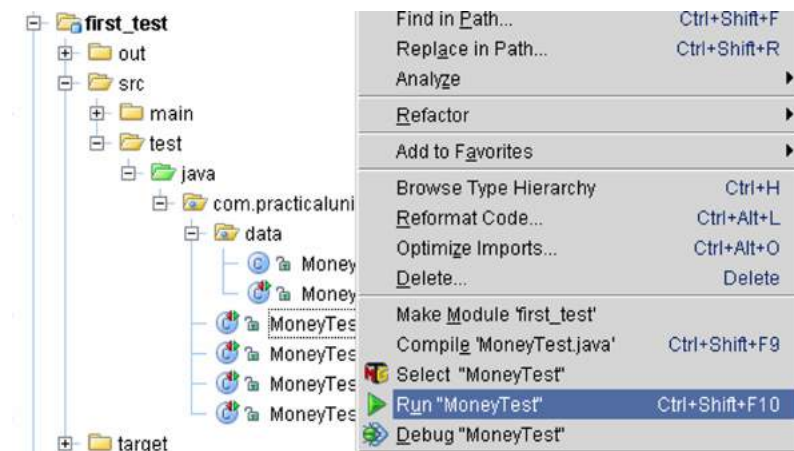 first_test
out
src
main
test
java
com.practicaluni
data
Money
Money
MoneyTes
MoneyTes
MoneyTes
MoneyTes
target
Find in Path... Ctrl+Shift+F
Replace in Path... Ctrl+Shift+R
Analyze
Refactor
Add to Favorites
Browse Type Hierarchy Ctrl+H
Reformat Code... Ctrl+Alt+L
Optimize Imports... Ctrl+Alt+O
Delete... Delete
Make Module 'first_test'
Compile 'MoneyTest.java' Ctrl+Shift+F9
Select "MoneyTest"
Run "MoneyTest" Ctrl+Shift+F10
Debug "MoneyTest"